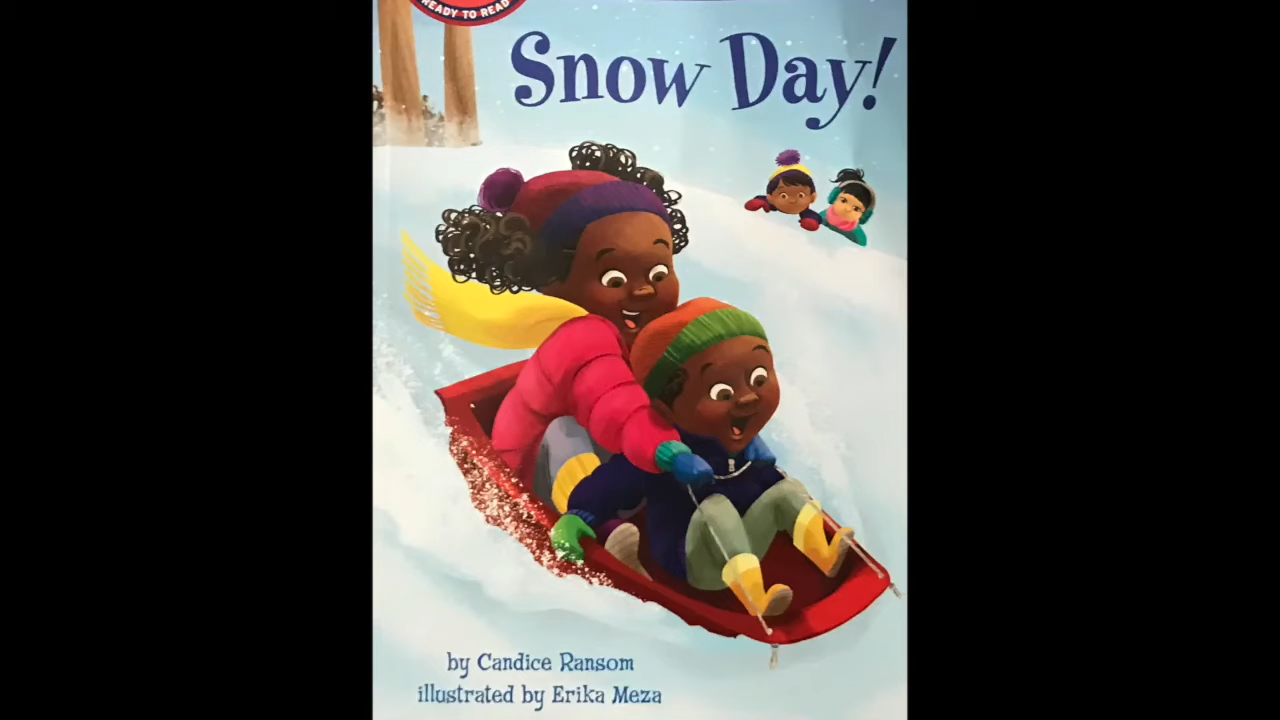 READY TO READ
Snow Day!
by Candice Ransom
illustrated by Erika Meza